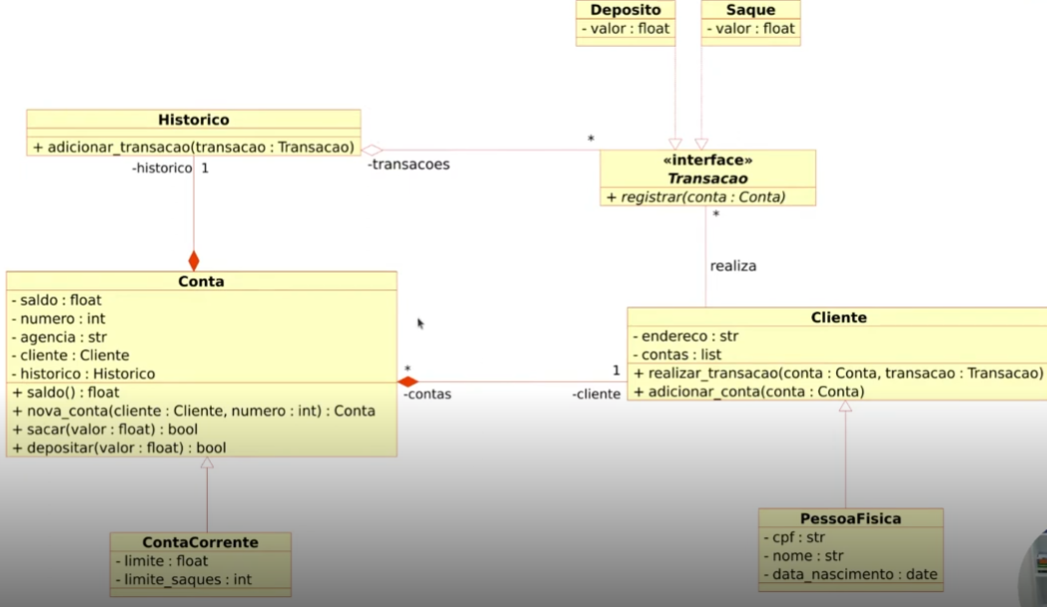 Deposito
- valor : float
Saque
- valor : float
Historico
+ adicionar_transacao(transacao : Transacao)
-historico 1
-transacoes
*
«interface»
Transacao
+ registrar(conta : Conta)
*
realiza
Conta
- saldo : float
- numero : int
- agencia : str
- cliente : Cliente
- historico : Historico
+ saldo() : float
+ nova_conta(cliente : Cliente, numero : int) : Conta
+ sacar(valor : float) : bool
+ depositar(valor : float) : bool
*
-contas
1
-cliente
Cliente
- endereco : str
- contas : list
+ realizar_transacao(conta : Conta, transacao : Transacao)
+ adicionar_conta(conta : Conta)
ContaCorrente
- limite : float
- limite_saques : int
PessoaFisica
- cpf : str
- nome : str
- data_nascimento : date